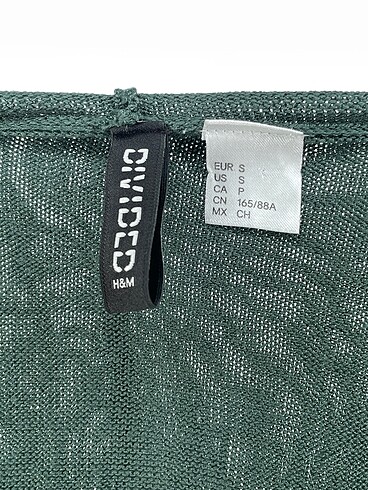 DIVIDED
H&M
EUR S
US S
CA P
CN 165/88A
MX CH